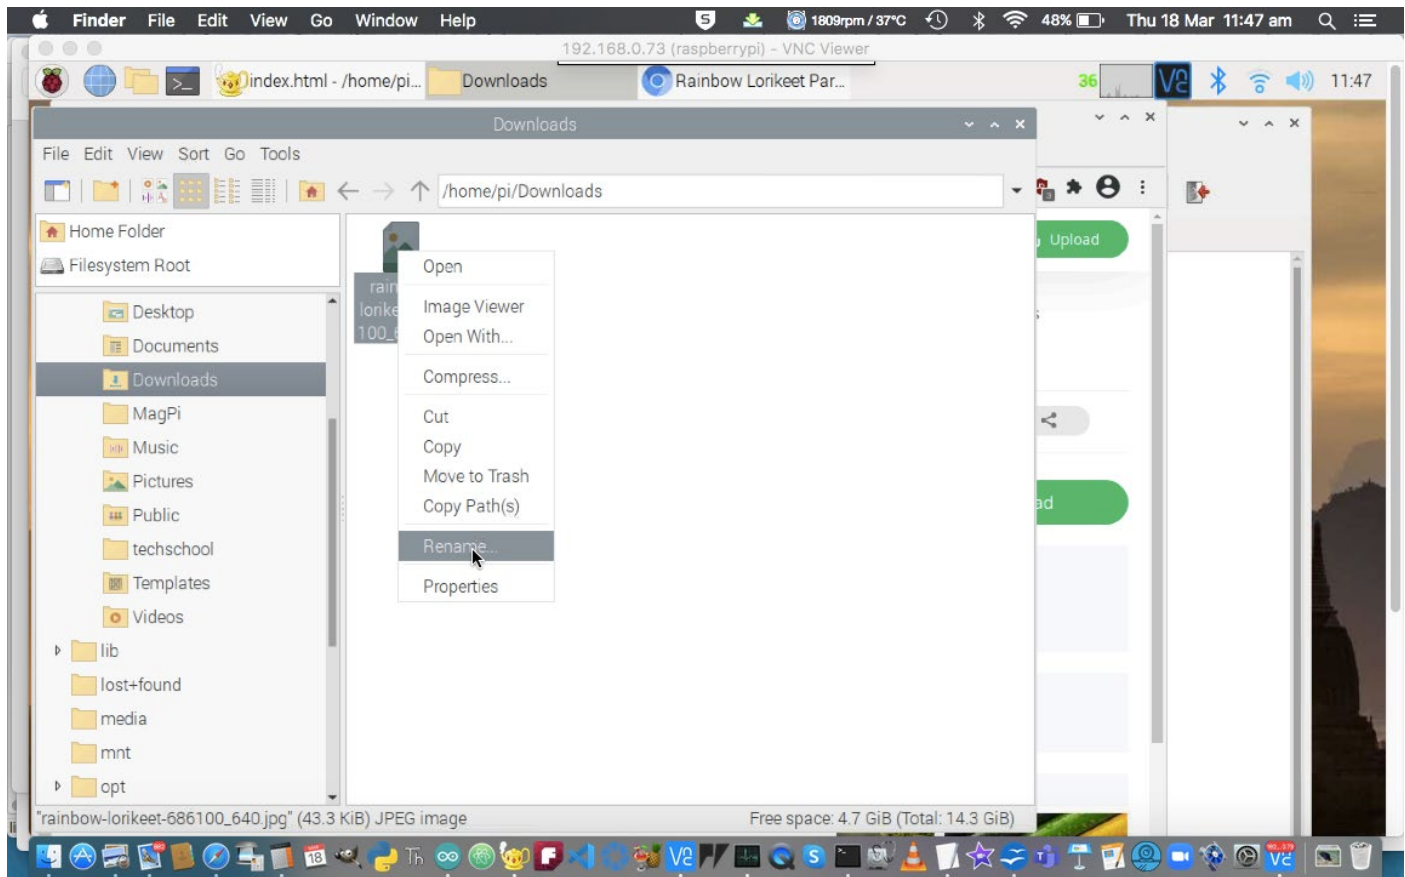 Finder File Edit View Go Window Help 1809rpm / 37°C 48% Thu 18 Mar 11:47 am
192.168.0.73 (raspberrypi) - VNC Viewer
index.html - /home/pi... Downloads Rainbow Lorikeet Par... 36 11:47
Downloads
File Edit View Sort Go Tools
/home/pi/Downloads
Home Folder
Filesystem Root
Desktop
Documents
Downloads
MagPi
Music
Pictures
Public
techschool
Templates
Videos
lib
lost+found
media
mnt
opt
Open
Image Viewer
Open With...
Compress...
Cut
Copy
Move to Trash
Copy Path(s)
Rename...
Properties
Upload
"rainbow-lorikeet-686100_640.jpg" (43.3 KiB) JPEG image Free space: 4.7 GiB (Total: 14.3 GiB)